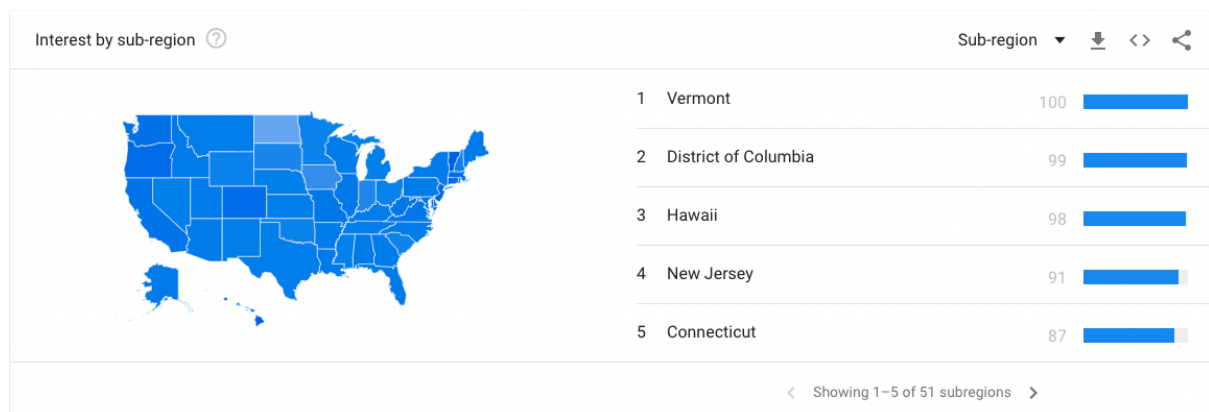 Interest by sub-region
Sub-region
1 Vermont 100
2 District of Columbia 99
3 Hawaii 98
4 New Jersey 91
5 Connecticut 87
Showing 1–5 of 51 subregions